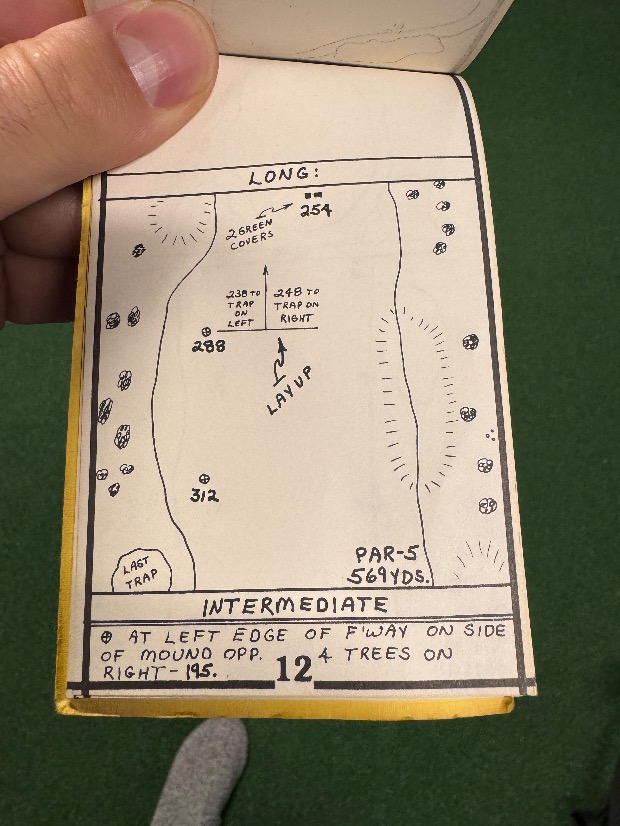 LONG:
254
2 GREEN
COVERS
238 TO
TRAP
ON
LEFT
248 TO
TRAP ON
RIGHT
288
LAYUP
312
LAST
TRAP
PAR-5
569YDS.
INTERMEDIATE
⊕ AT LEFT EDGE OF F'WAY ON SIDE
OF MOUND OPP. 4 TREES ON
RIGHT-195.
12